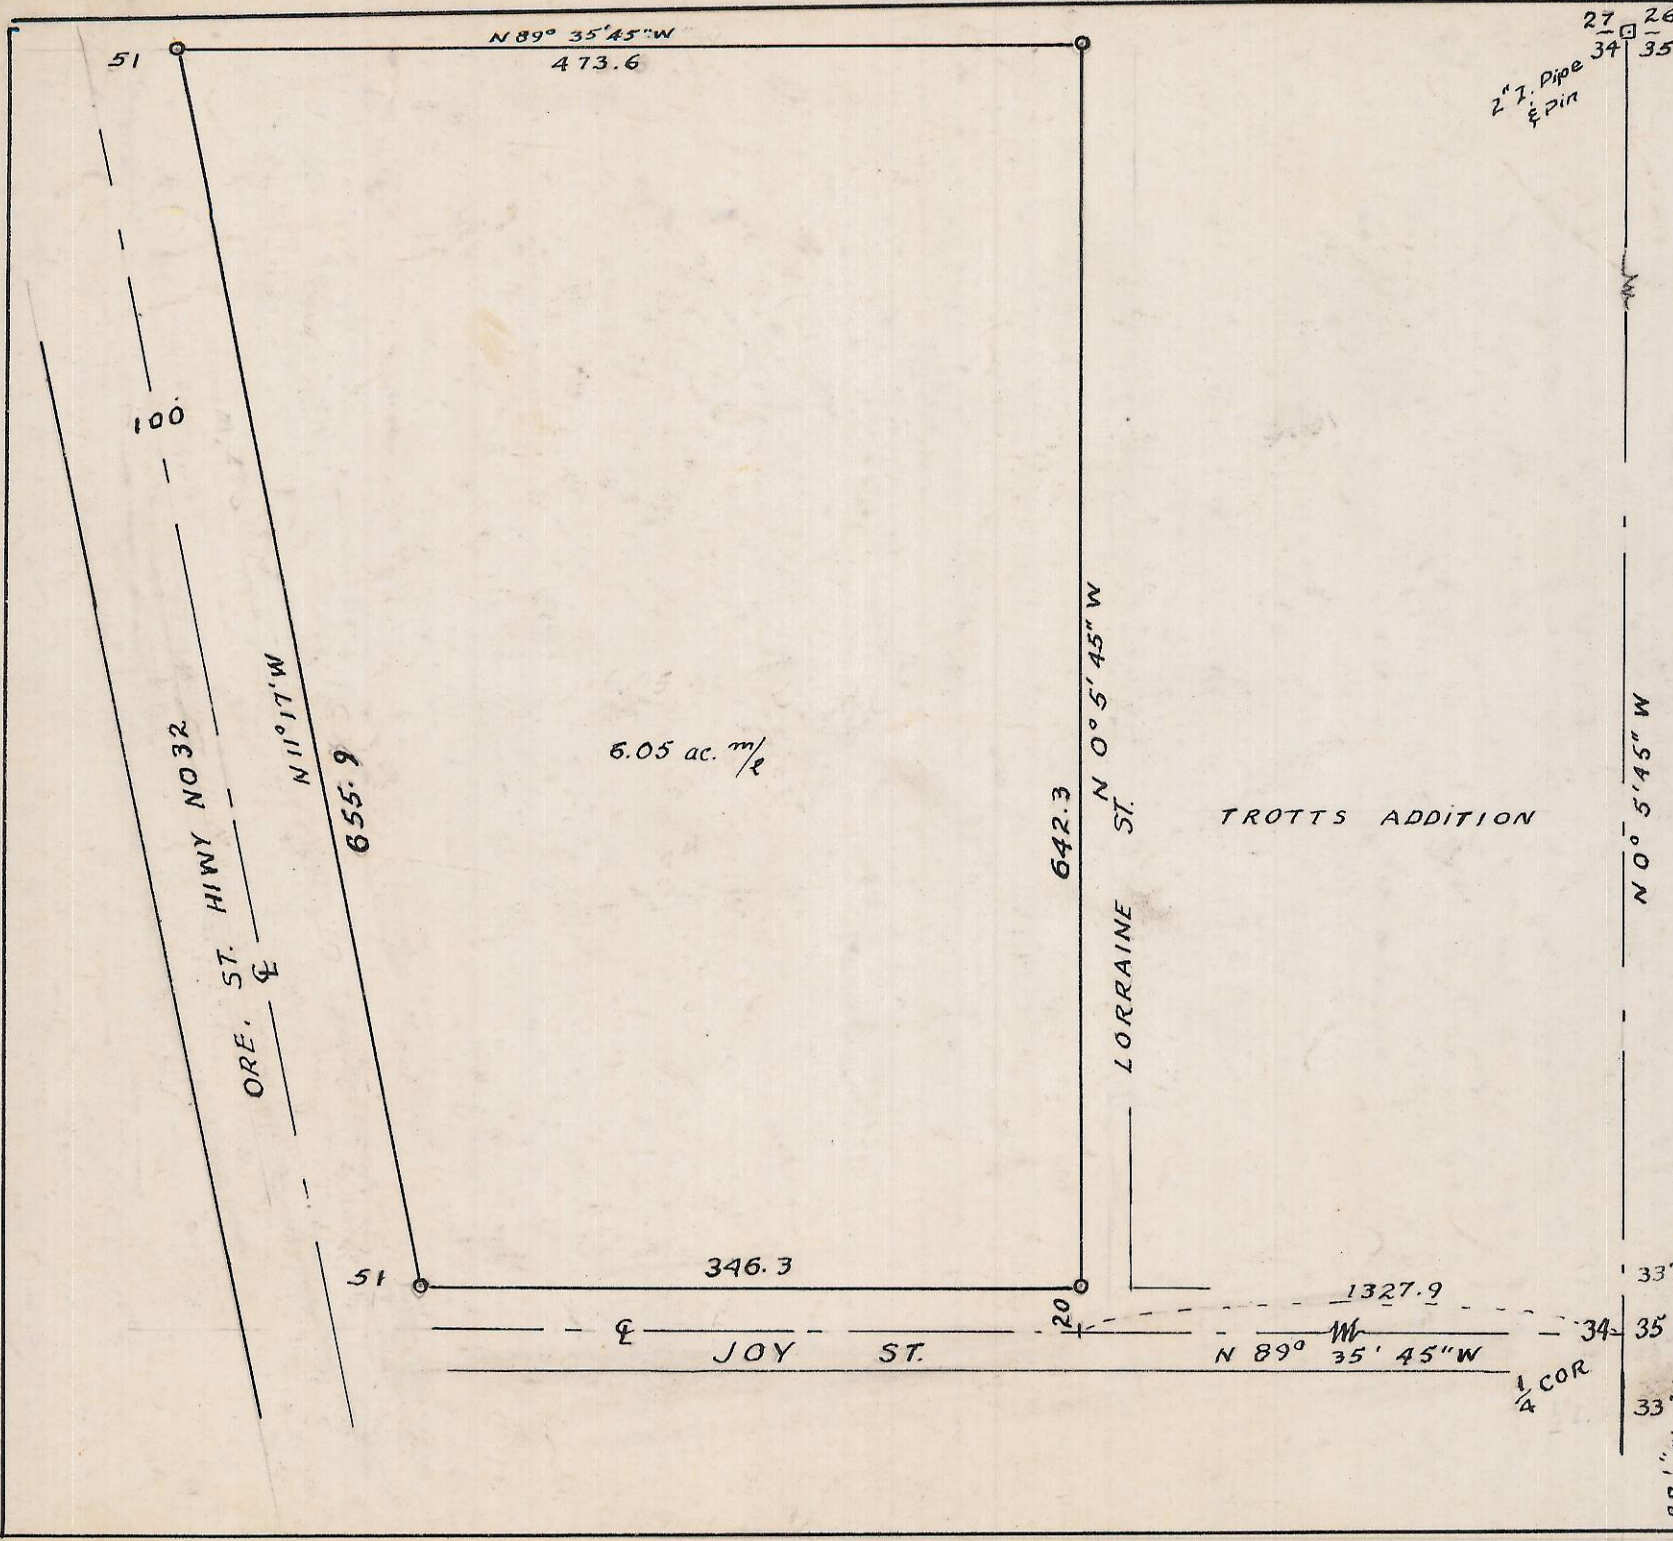 N 89° 35' 45" W
473.6
51
27 26
34 35
2" I. Pipe
& Pin
100
N 11° 17' W
655.9
ORE. ST. HIWY NO 32
℄
6.05 ac. m/l
642.3
N 0° 5' 45" W
LORRAINE ST.
TROTTS ADDITION
N 0° 5' 45" W
51
346.3
20
1327.9
33'
℄
JOY ST.
N 89° 35' 45" W
34 35
1/4 COR
33'